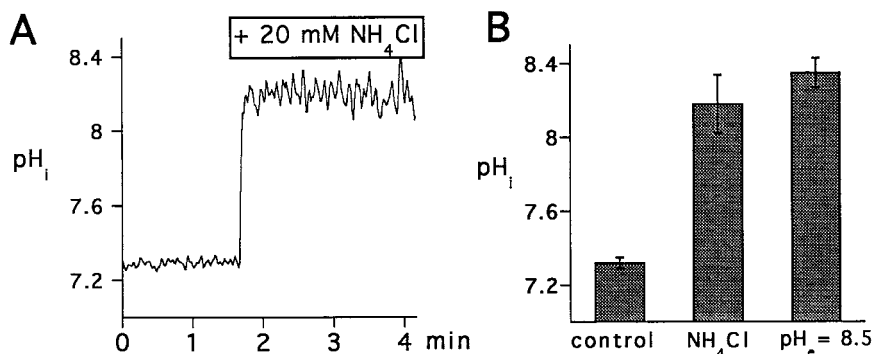 A
+ 20 mM NH4Cl
8.4
8
7.6
7.2
pHi
0 1 2 3 4 min
B
8.4
8
7.6
7.2
pHi
control NH4Cl pHe = 8.5